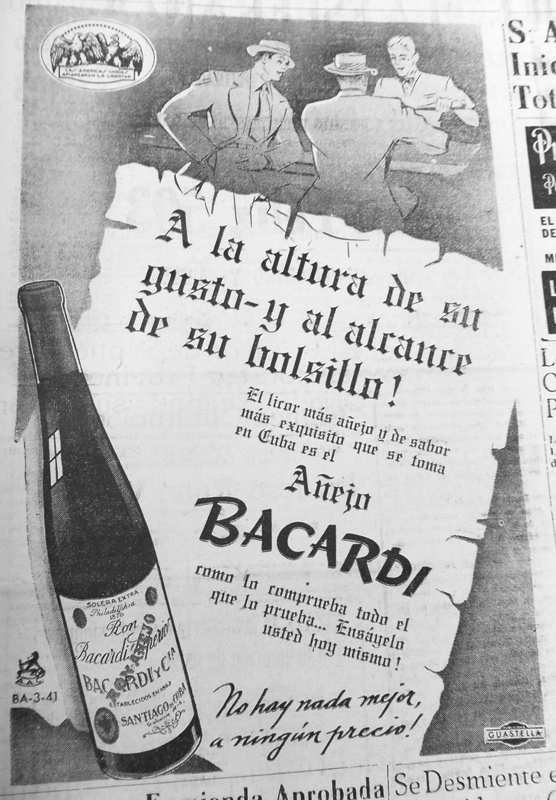 LAS AMERICAS UNIDAS
AFIANZARAN LA LIBERTAD
A la altura de su
gusto-y al alcance
de su bolsillo!
El licor más añejo y de sabor
más exquisito que se toma
en Cuba es el
Añejo
BACARDI
como lo comprueba todo el
que lo prueba... Ensáyelo
usted hoy mismo!
No hay nada mejor,
a ningún precio!
SOLERA EXTRA
Philadelphia
1876
Ron
Bacardi Superior
RON AÑEJO
BACARDI Y Cía
ESTABLECIDOS EN 1862
SANTIAGO DE CUBA
BA-3-41
GUASTELLA
Inic
Tot
EL
DE
Enmienda Aprobada
Se Desmiente e